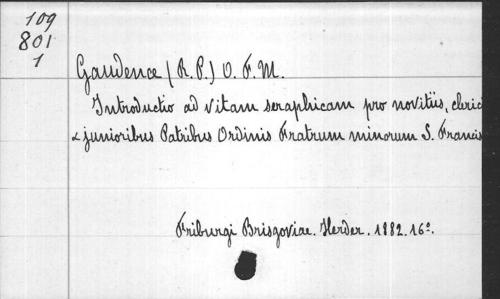 109
801
1
Gaudence (R. P.) O. F. M.
Introductio ad vitam seraphicam pro novitiis, cleric
& junioribus Patribus Ordinis Fratrum minorum S. Francis
Friburgi Brisgoviae. Herder. 1882. 16º.